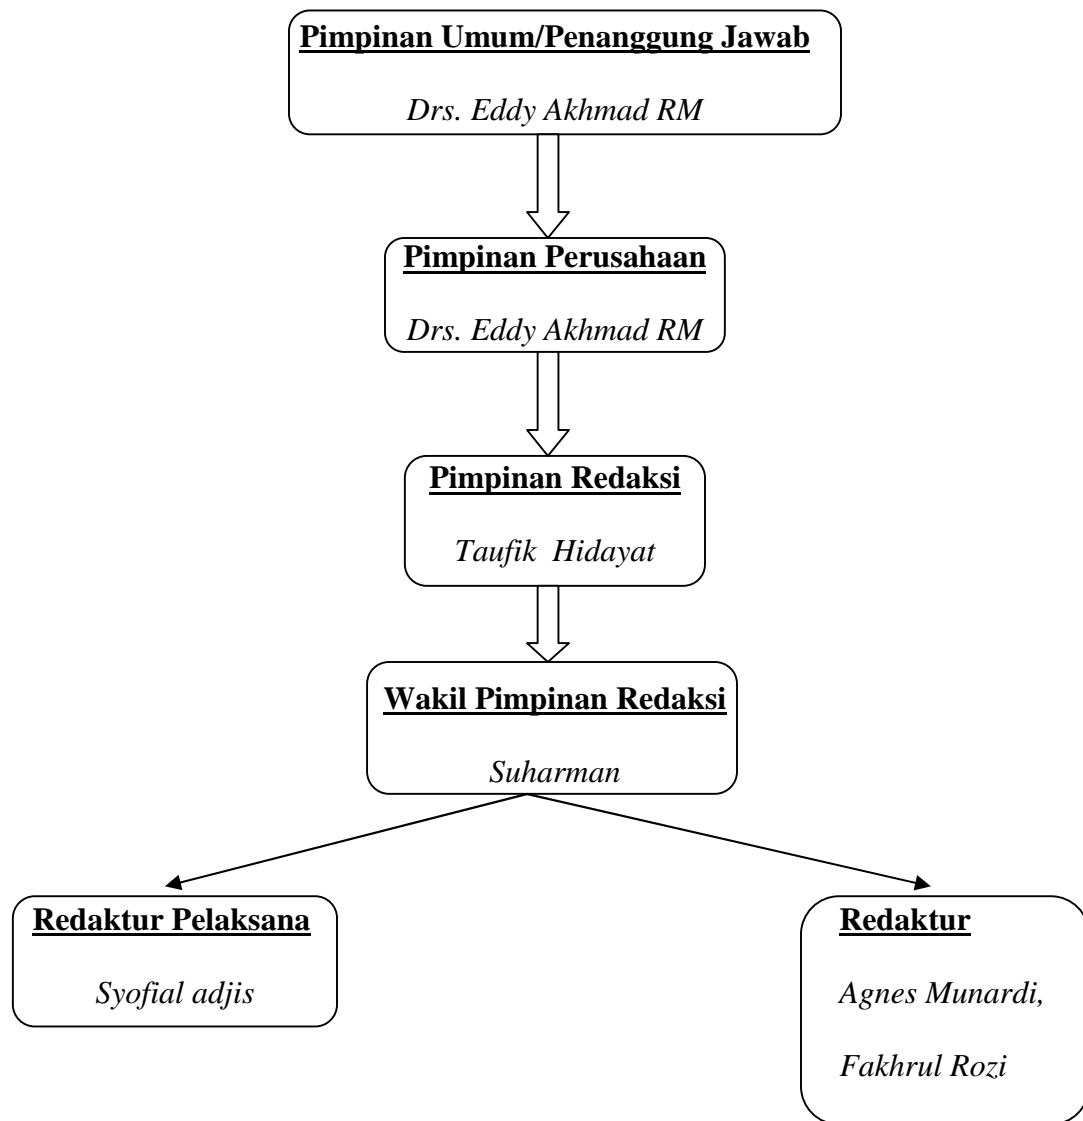 Pimpinan Umum/Penanggung Jawab
Drs. Eddy Akhmad RM
Pimpinan Perusahaan
Drs. Eddy Akhmad RM
Pimpinan Redaksi
Taufik  Hidayat
Wakil Pimpinan Redaksi
Suharman
Redaktur Pelaksana
Syofial adjis
Redaktur
Agnes Munardi,
Fakhrul Rozi